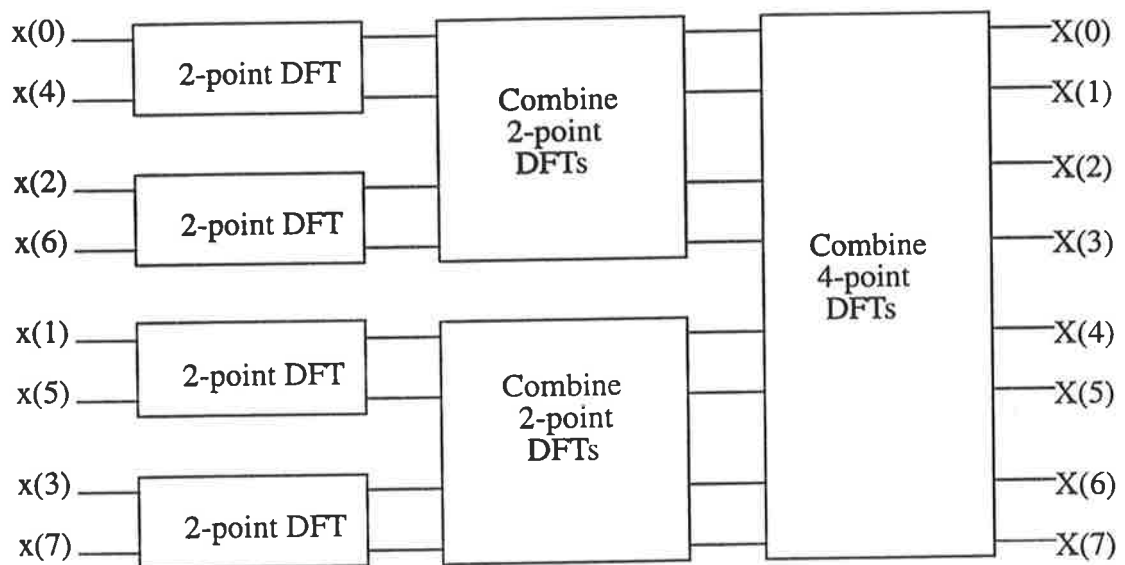 x(0)
x(4)
x(2)
x(6)
x(1)
x(5)
x(3)
x(7)
2-point DFT
2-point DFT
2-point DFT
2-point DFT
Combine
2-point
DFTs
Combine
2-point
DFTs
Combine
4-point
DFTs
X(0)
X(1)
X(2)
X(3)
X(4)
X(5)
X(6)
X(7)